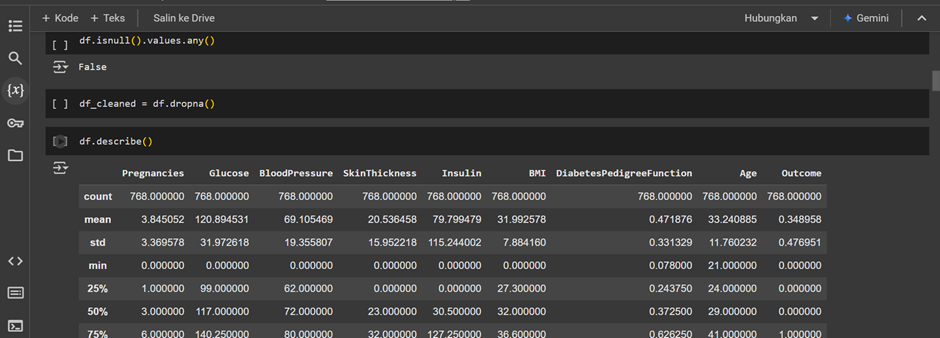 + Kode + Teks Salin ke Drive Hubungkan Gemini
[ ] df.isnull().values.any()
False
[ ] df_cleaned = df.dropna()
df.describe()
Pregnancies Glucose BloodPressure SkinThickness Insulin BMI DiabetesPedigreeFunction Age Outcome
count 768.000000 768.000000 768.000000 768.000000 768.000000 768.000000 768.000000 768.000000 768.000000
mean 3.845052 120.894531 69.105469 20.536458 79.799479 31.992578 0.471876 33.240885 0.348958
std 3.369578 31.972618 19.355807 15.952218 115.244002 7.884160 0.331329 11.760232 0.476951
min 0.000000 0.000000 0.000000 0.000000 0.000000 0.000000 0.078000 21.000000 0.000000
25% 1.000000 99.000000 62.000000 0.000000 0.000000 27.300000 0.243750 24.000000 0.000000
50% 3.000000 117.000000 72.000000 23.000000 30.500000 32.000000 0.372500 29.000000 0.000000
75% 6.000000 140.250000 80.000000 32.000000 127.250000 36.600000 0.626250 41.000000 1.000000
{x}